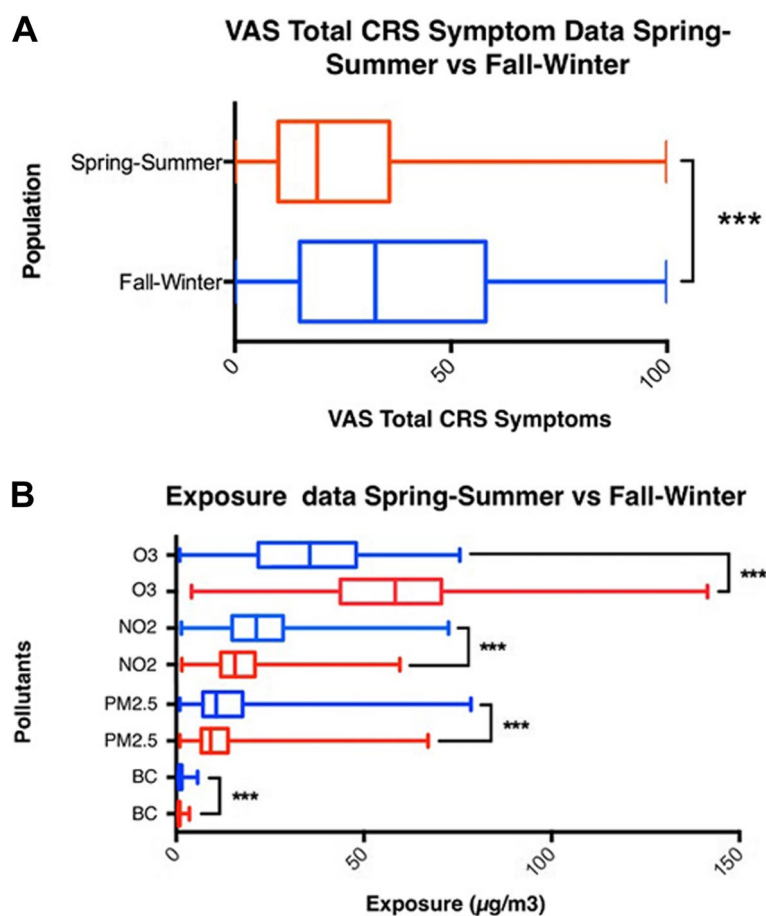 A
VAS Total CRS Symptom Data Spring-
Summer vs Fall-Winter
Population
Spring-Summer
Fall-Winter
***
0
50
100
VAS Total CRS Symptoms
B
Exposure data Spring-Summer vs Fall-Winter
Pollutants
O3
O3
***
NO2
NO2
***
PM2.5
PM2.5
***
BC
BC
***
0
50
100
150
Exposure (µg/m3)